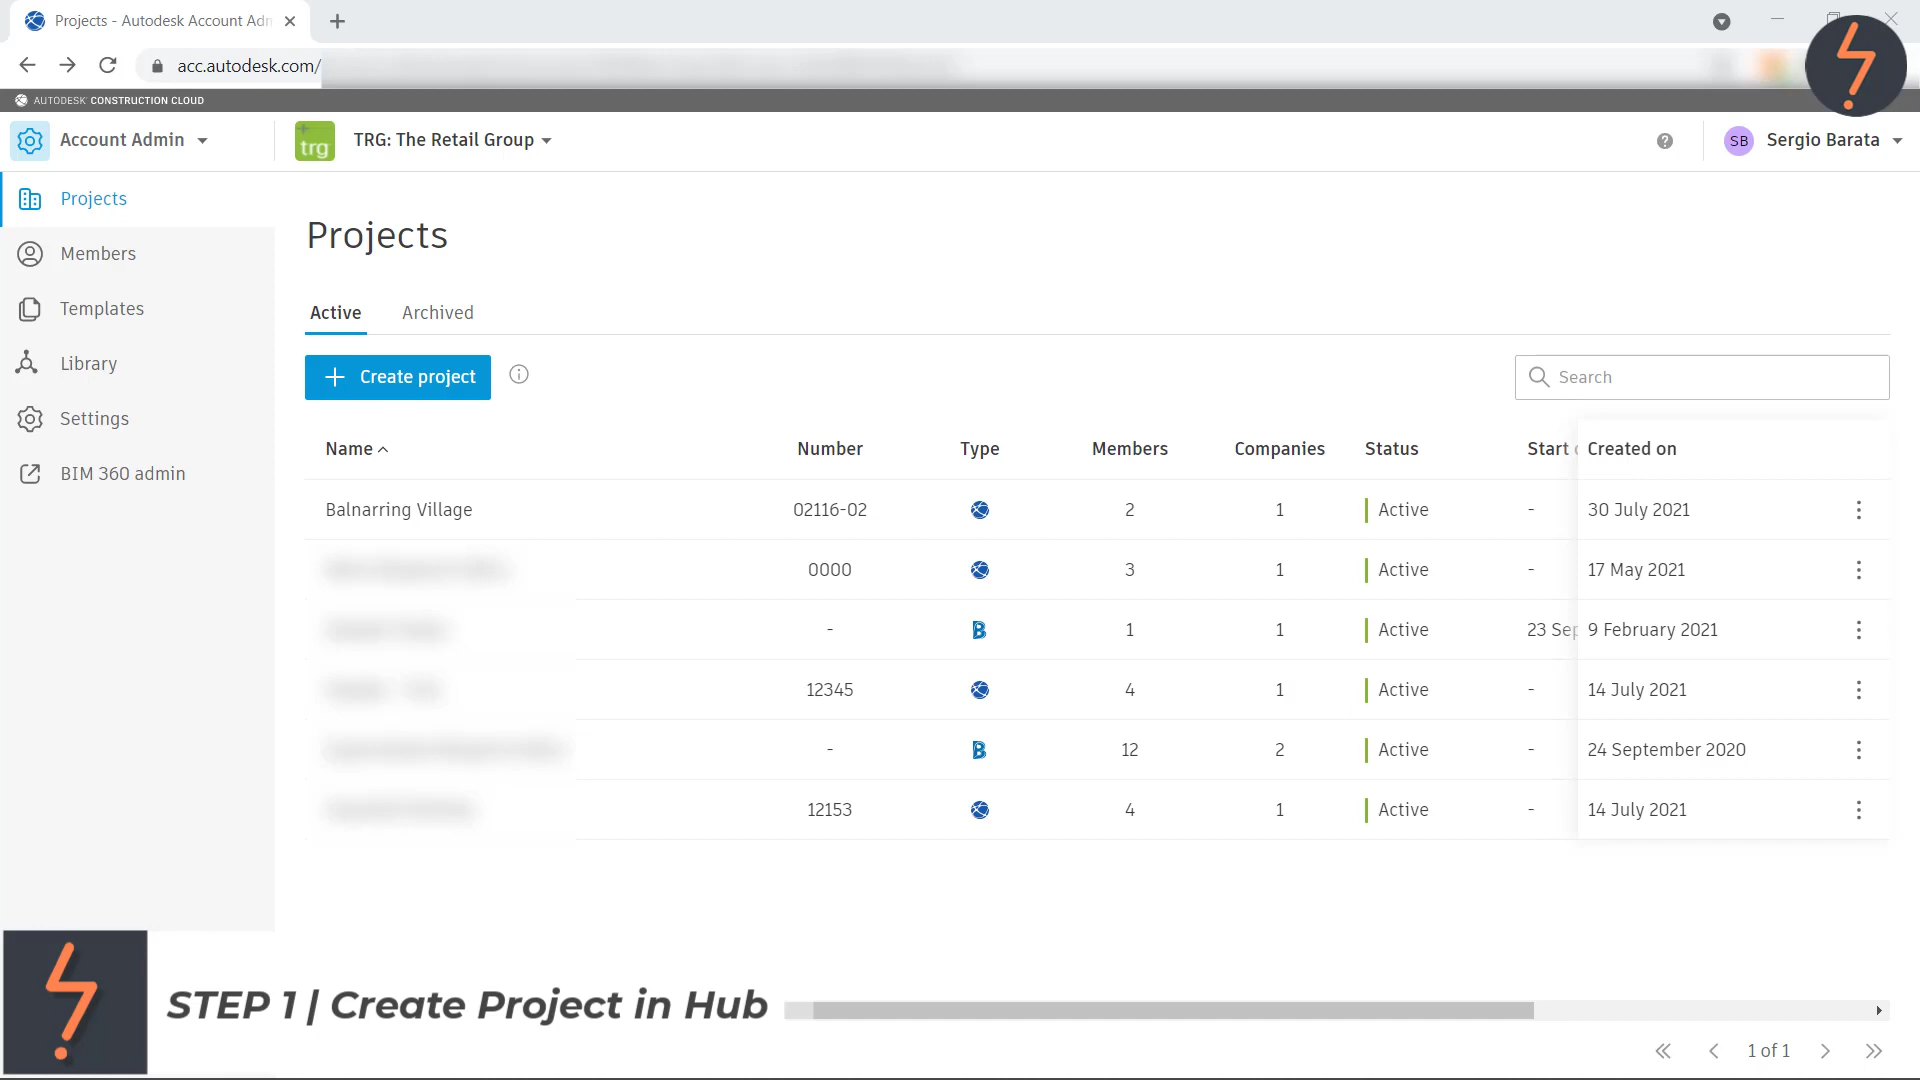 Projects - Autodesk Account Adm
acc.autodesk.com/
AUTODESK CONSTRUCTION CLOUD
Account Admin
trg
TRG: The Retail Group
SB
Sergio Barata
Projects
Members
Templates
Library
Settings
BIM 360 admin
Projects
Active
Archived
Create project
Search
Name
Number
Type
Members
Companies
Status
Start
Created on
Balnarring Village 02116-02 2 1 Active - 30 July 2021
0000 3 1 Active - 17 May 2021
- B 1 1 Active 23 Sep 9 February 2021
12345 4 1 Active - 14 July 2021
- B 12 2 Active - 24 September 2020
12153 4 1 Active - 14 July 2021
STEP 1 | Create Project in Hub
1 of 1